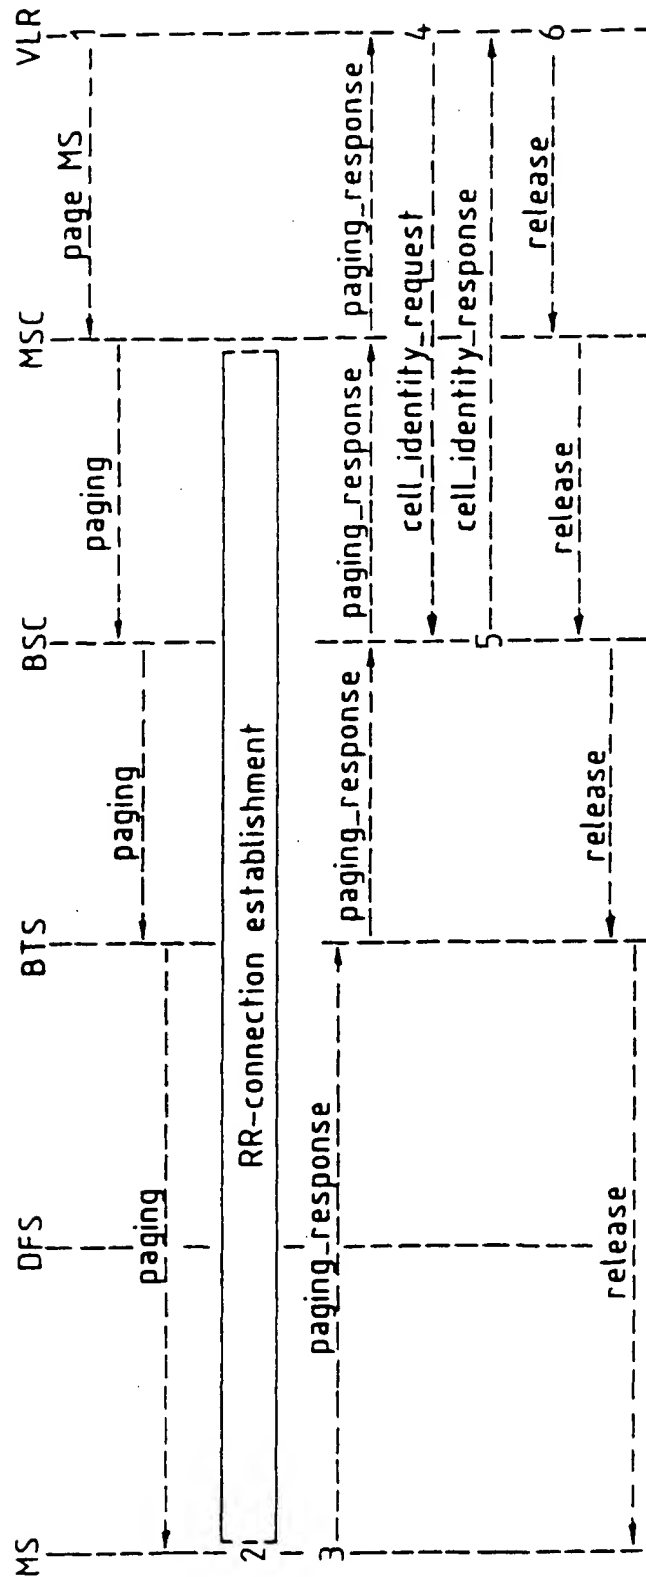 MS DFS BTS BSC MSC VLR
1
page MS
paging
paging
paging
2
RR-connection establishment
3
paging_response
paging_response
paging_response
paging_response
4
cell_identity_request
5
cell_identity_response
6
release
release
release
release